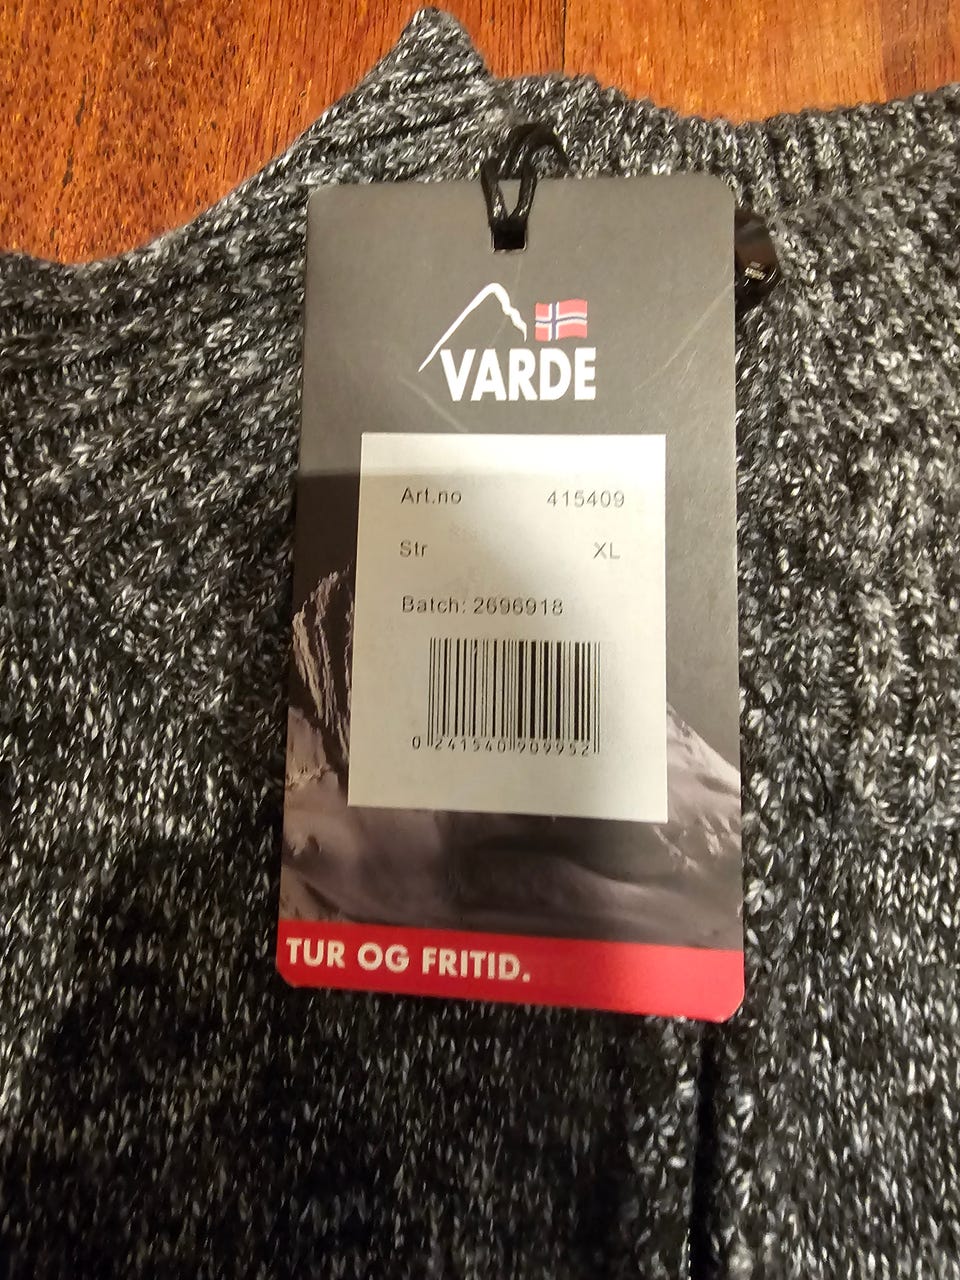 VARDE
Art.no 415409
Str XL
Batch: 2696918
0 241540 909952
TUR OG FRITID.